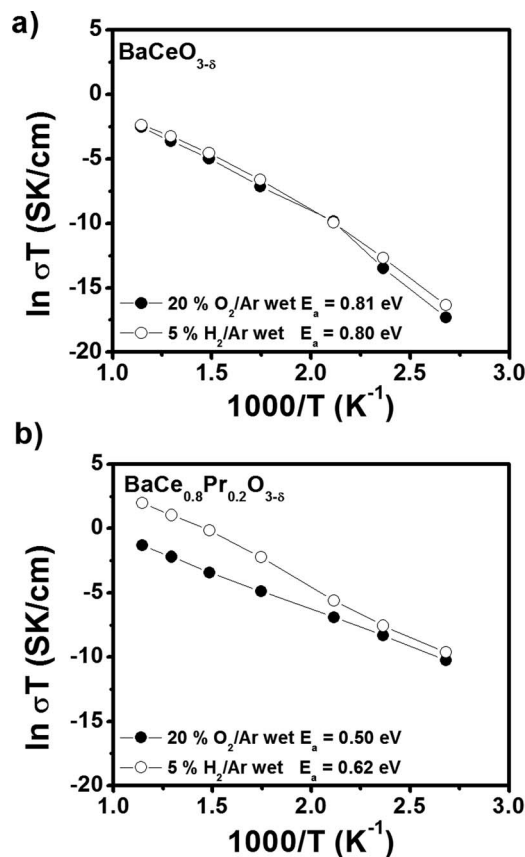 a)
BaCeO3-δ
ln σT (SK/cm)
5
0
-5
-10
-15
-20
20 % O2/Ar wet Ea = 0.81 eV
5 % H2/Ar wet Ea = 0.80 eV
1.0 1.5 2.0 2.5 3.0
1000/T (K-1)
b)
BaCe0.8Pr0.2O3-δ
ln σT (SK/cm)
5
0
-5
-10
-15
-20
20 % O2/Ar wet Ea = 0.50 eV
5 % H2/Ar wet Ea = 0.62 eV
1.0 1.5 2.0 2.5 3.0
1000/T (K-1)